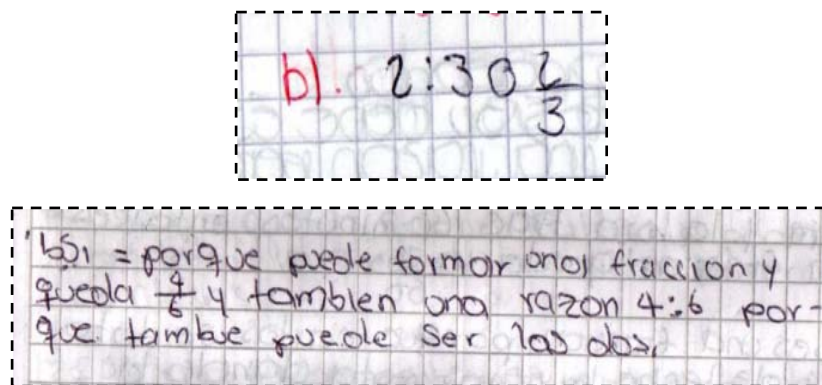 b). 2:3 o 2/3
b) si = porque puede formar una fraccion y
queda 4/6 y tambien una razon 4:6 por-
que tambie puede ser las dos.